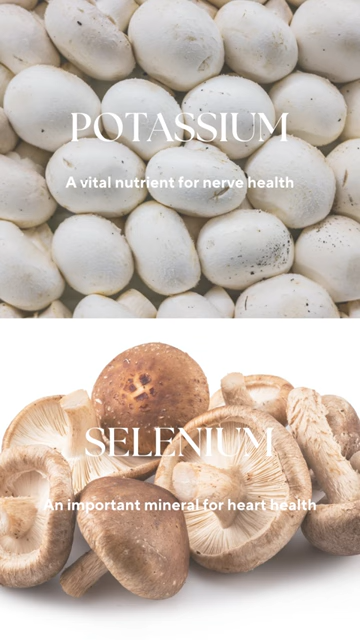 POTASSIUM
A vital nutrient for nerve health
SELENIUM
An important mineral for heart health